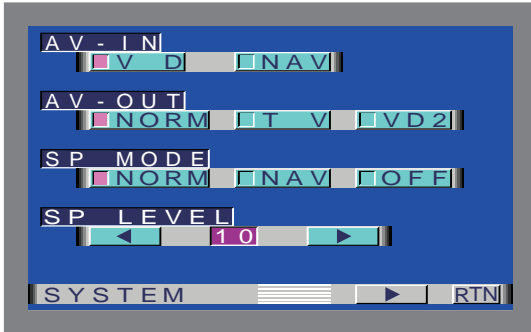 AV-IN
VD NAV
AV-OUT
NORM TV VD2
SP MODE
NORM NAV OFF
SP LEVEL
◀ 10 ▶
SYSTEM ▶ RTN